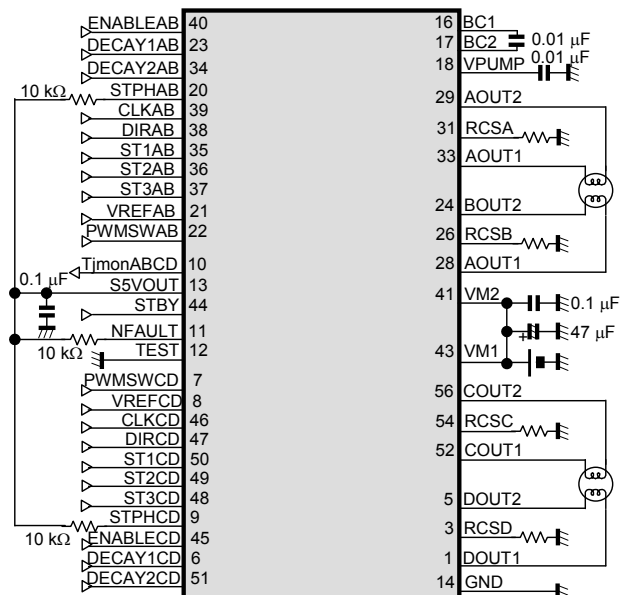 ENABLEAB 40
DECAY1AB 23
DECAY2AB 34
10 kΩ STPHAB 20
CLKAB 39
DIRAB 38
ST1AB 35
ST2AB 36
ST3AB 37
VREFAB 21
PWMSWAB 22
TjmonABCD 10
0.1 µF S5VOUT 13
STBY 44
NFAULT 11
10 kΩ TEST 12
PWMSWCD 7
VREFCD 8
CLKCD 46
DIRCD 47
ST1CD 50
ST2CD 49
ST3CD 48
STPHCD 9
10 kΩ ENABLECD 45
DECAY1CD 6
DECAY2CD 51
16 BC1
17 BC2 0.01 µF
18 VPUMP 0.01 µF
29 AOUT2
31 RCSA
33 AOUT1
24 BOUT2
26 RCSB
28 AOUT1
41 VM2
0.1 µF
+ 47 µF
43 VM1
56 COUT2
54 RCSC
52 COUT1
5 DOUT2
3 RCSD
1 DOUT1
14 GND